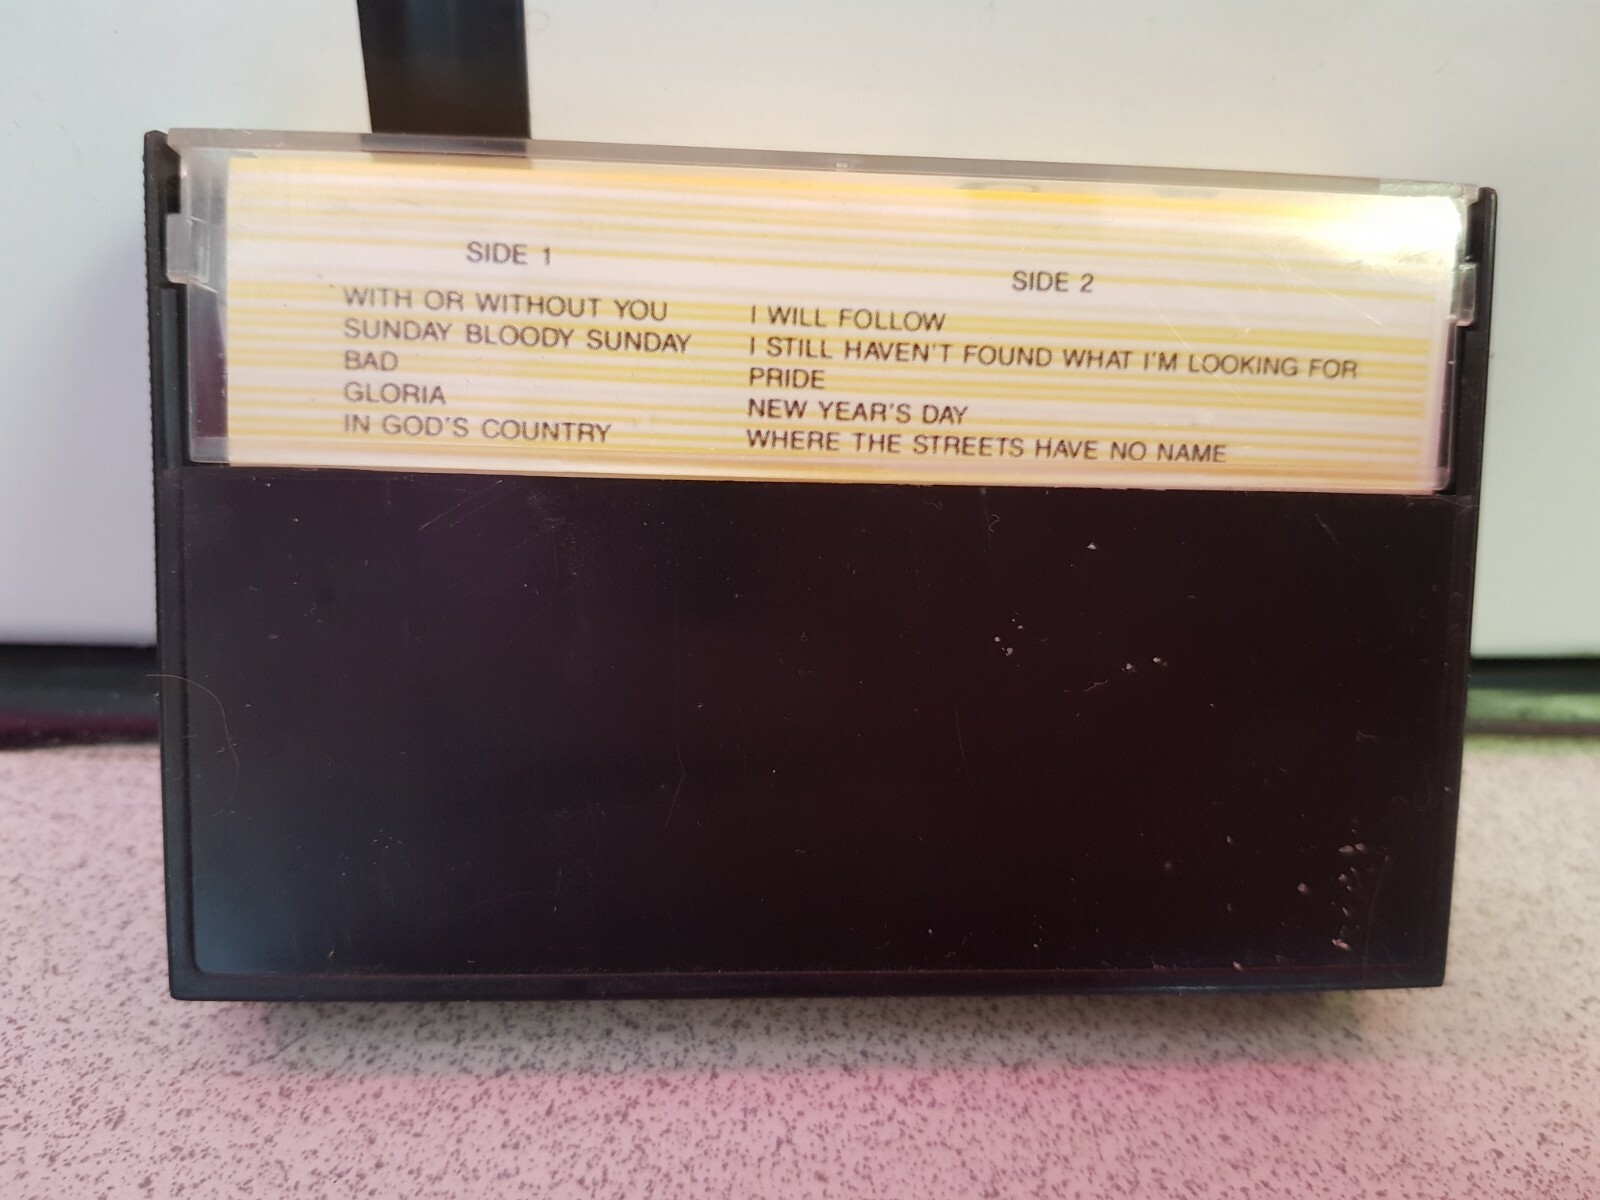 SIDE 1
WITH OR WITHOUT YOU
SUNDAY BLOODY SUNDAY
BAD
GLORIA
IN GOD'S COUNTRY
SIDE 2
I WILL FOLLOW
I STILL HAVEN'T FOUND WHAT I'M LOOKING FOR
PRIDE
NEW YEAR'S DAY
WHERE THE STREETS HAVE NO NAME